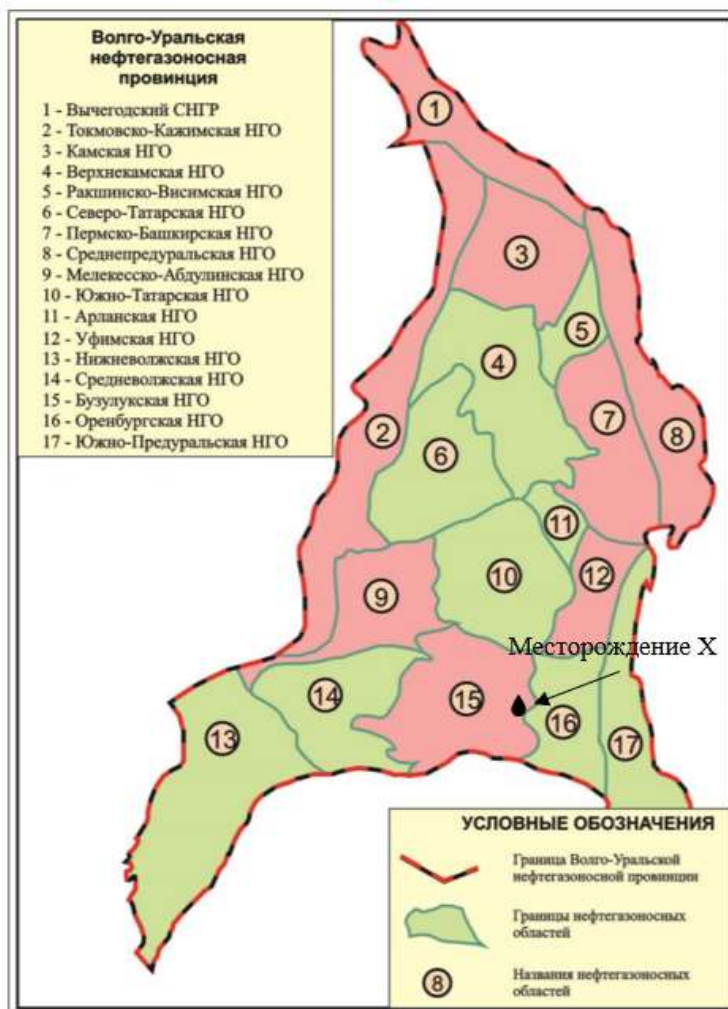 Волго-Уральская
нефтегазоносная
провинция
1 - Вычегодский СНГР
2 - Токмовско-Кажимская НГО
3 - Камская НГО
4 - Верхнекамская НГО
5 - Ракшинско-Висимская НГО
6 - Северо-Татарская НГО
7 - Пермско-Башкирская НГО
8 - Среднепредуральская НГО
9 - Мелекесско-Абдулинская НГО
10 - Южно-Татарская НГО
11 - Арланская НГО
12 - Уфимская НГО
13 - Нижневолжская НГО
14 - Средневолжская НГО
15 - Бузулукская НГО
16 - Оренбургская НГО
17 - Южно-Предуральская НГО
1
3
5
4
2
7
8
6
11
10
12
9
Месторождение X
14
15
16
13
17
УСЛОВНЫЕ ОБОЗНАЧЕНИЯ
Граница Волго-Уральской
нефтегазоносной провинции
Границы нефтегазоносных
областей
8
Названия нефтегазоносных
областей